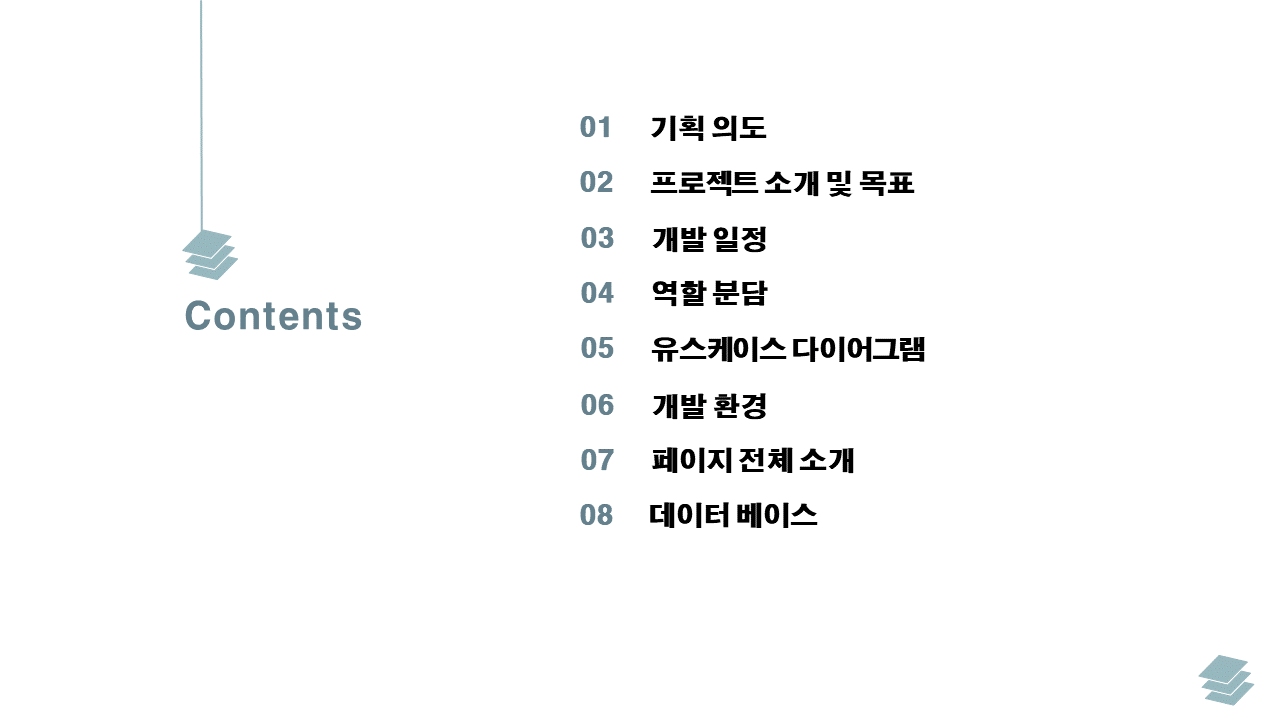 Contents
01 기획 의도
02 프로젝트 소개 및 목표
03 개발 일정
04 역할 분담
05 유스케이스 다이어그램
06 개발 환경
07 페이지 전체 소개
08 데이터 베이스